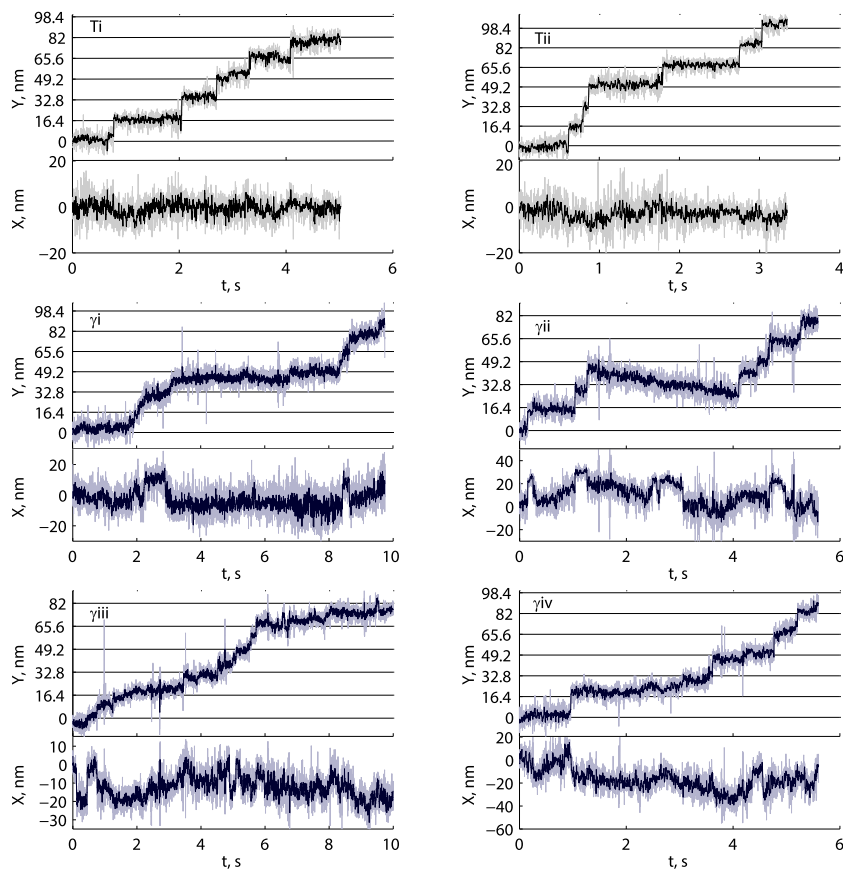 Ti
Y, nm
98.4
82
65.6
49.2
32.8
16.4
0
X, nm
20
0
−20
0 2 4 6
t, s
Tii
Y, nm
98.4
82
65.6
49.2
32.8
16.4
0
X, nm
20
0
−20
0 1 2 3 4
t, s
γi
Y, nm
98.4
82
65.6
49.2
32.8
16.4
0
X, nm
20
0
−20
0 2 4 6 8 10
t, s
γii
Y, nm
82
65.6
49.2
32.8
16.4
0
X, nm
40
20
0
−20
0 2 4 6
t, s
γiii
Y, nm
82
65.6
49.2
32.8
16.4
0
X, nm
10
0
−10
−20
−30
0 2 4 6 8 10
t, s
γiv
Y, nm
98.4
82
65.6
49.2
32.8
16.4
0
X, nm
20
0
−20
−40
−60
0 2 4 6
t, s